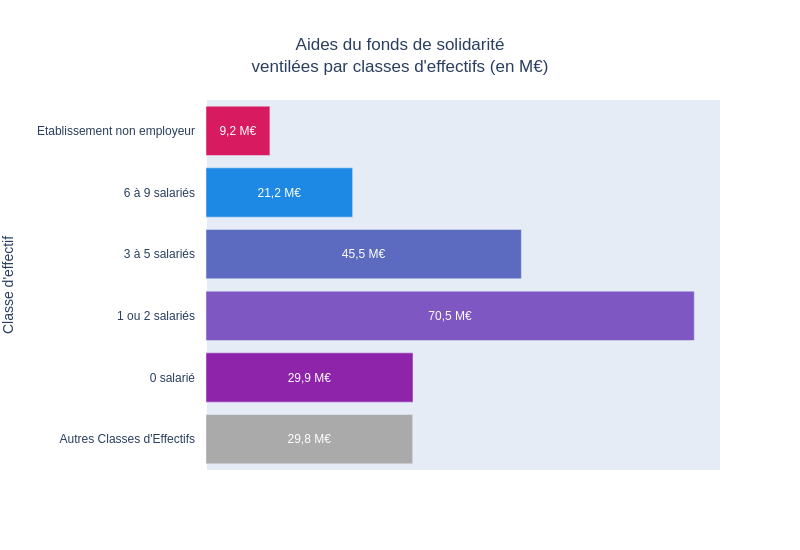 Aides du fonds de solidarité
ventilées par classes d'effectifs (en M€)
Classe d'effectif
Etablissement non employeur
9,2 M€
6 à 9 salariés
21,2 M€
3 à 5 salariés
45,5 M€
1 ou 2 salariés
70,5 M€
0 salarié
29,9 M€
Autres Classes d'Effectifs
29,8 M€